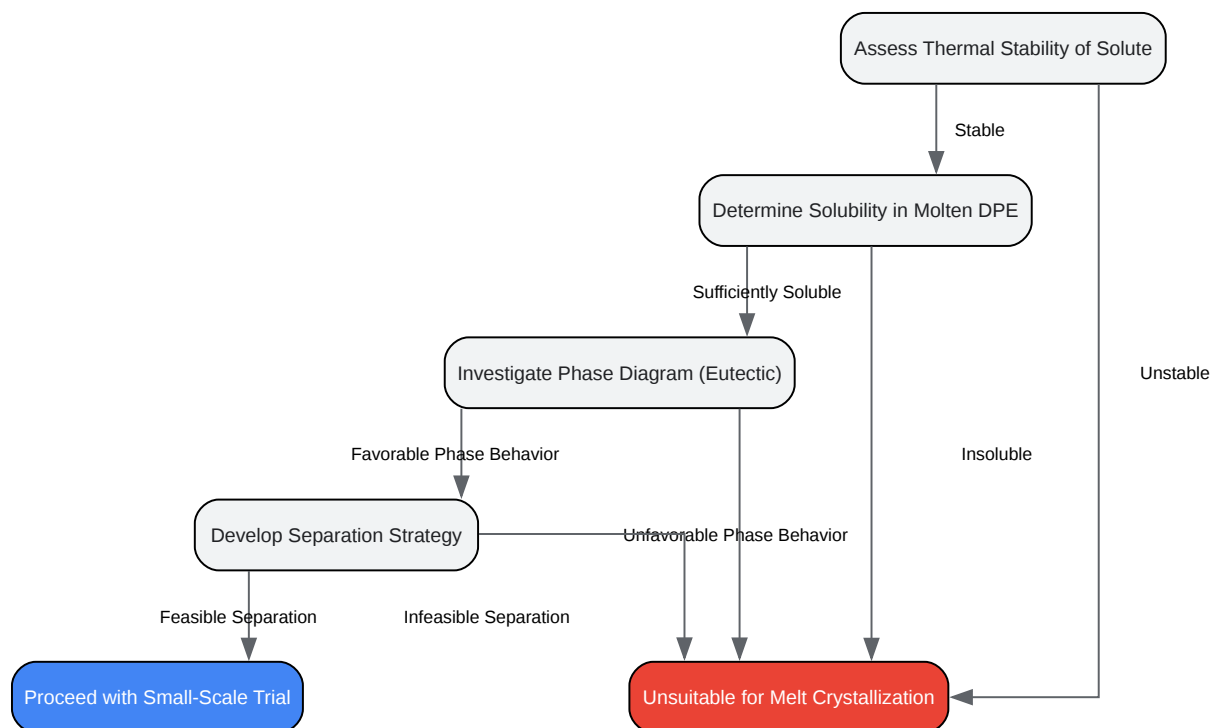 Assess Thermal Stability of Solute
Stable
Determine Solubility in Molten DPE
Sufficiently Soluble
Investigate Phase Diagram (Eutectic)
Unstable
Favorable Phase Behavior
Insoluble
Develop Separation Strategy
Unfavorable Phase Behavior
Feasible Separation
Infeasible Separation
Proceed with Small-Scale Trial
Unsuitable for Melt Crystallization